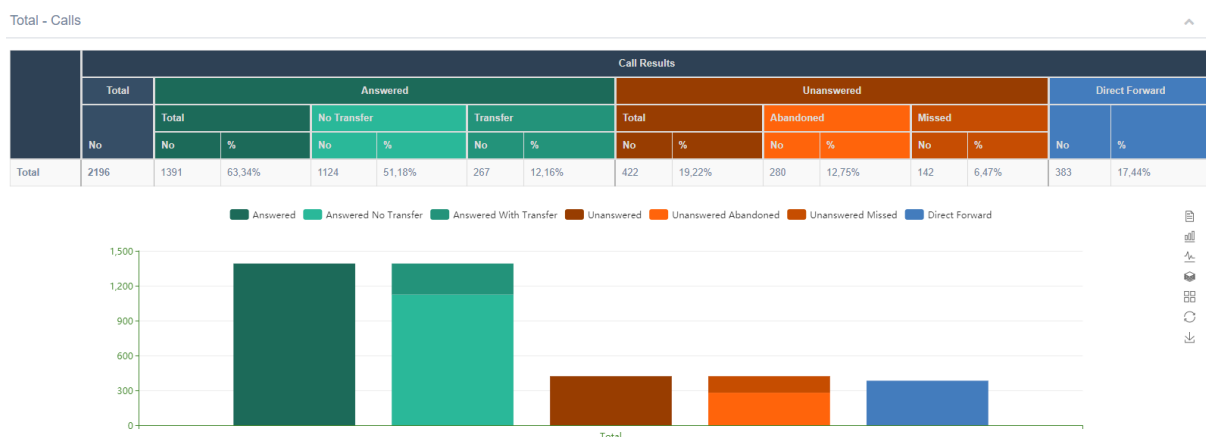 Total - Calls
Call Results
Total Answered Unanswered Direct Forward
Total No Transfer Transfer Total Abandoned Missed
No No % No % No % No % No % No % No %
Total 2196 1391 63,34% 1124 51,18% 267 12,16% 422 19,22% 280 12,75% 142 6,47% 383 17,44%
Answered Answered No Transfer Answered With Transfer Unanswered Unanswered Abandoned Unanswered Missed Direct Forward
1,500
1,200
900
600
300
0
Total